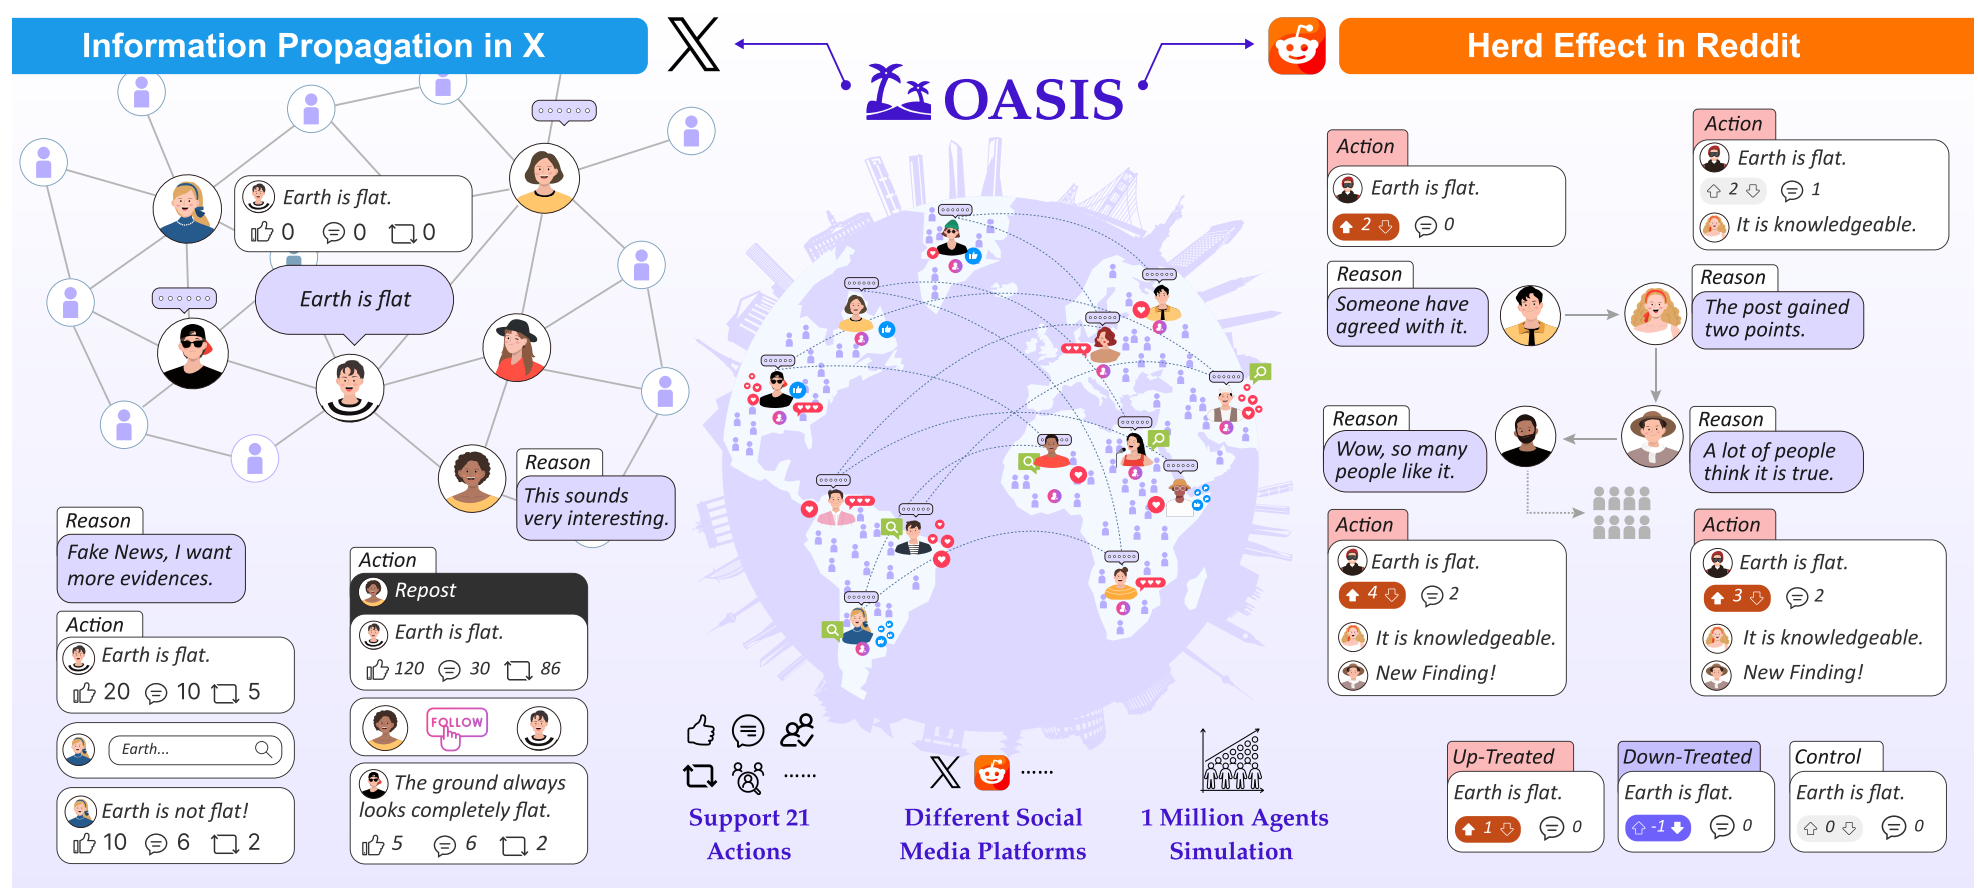 Information Propagation in X
OASIS
Herd Effect in Reddit
Earth is flat.
0 0 0
Earth is flat
Reason
This sounds
very interesting.
Reason
Fake News, I want
more evidences.
Action
Earth is flat.
20 10 5
Earth...
Earth is not flat!
10 6 2
Action
Repost
Earth is flat.
120 30 86
FOLLOW
The ground always
looks completely flat.
5 6 2
Support 21
Actions
Different Social
Media Platforms
1 Million Agents
Simulation
Action
Earth is flat.
2 0
Action
Earth is flat.
2 1
It is knowledgeable.
Reason
Someone have
agreed with it.
Reason
The post gained
two points.
Reason
Wow, so many
people like it.
Reason
A lot of people
think it is true.
Action
Earth is flat.
4 2
It is knowledgeable.
New Finding!
Action
Earth is flat.
3 2
It is knowledgeable.
New Finding!
Up-Treated
Earth is flat.
1 0
Down-Treated
Earth is flat.
-1 0
Control
Earth is flat.
0 0